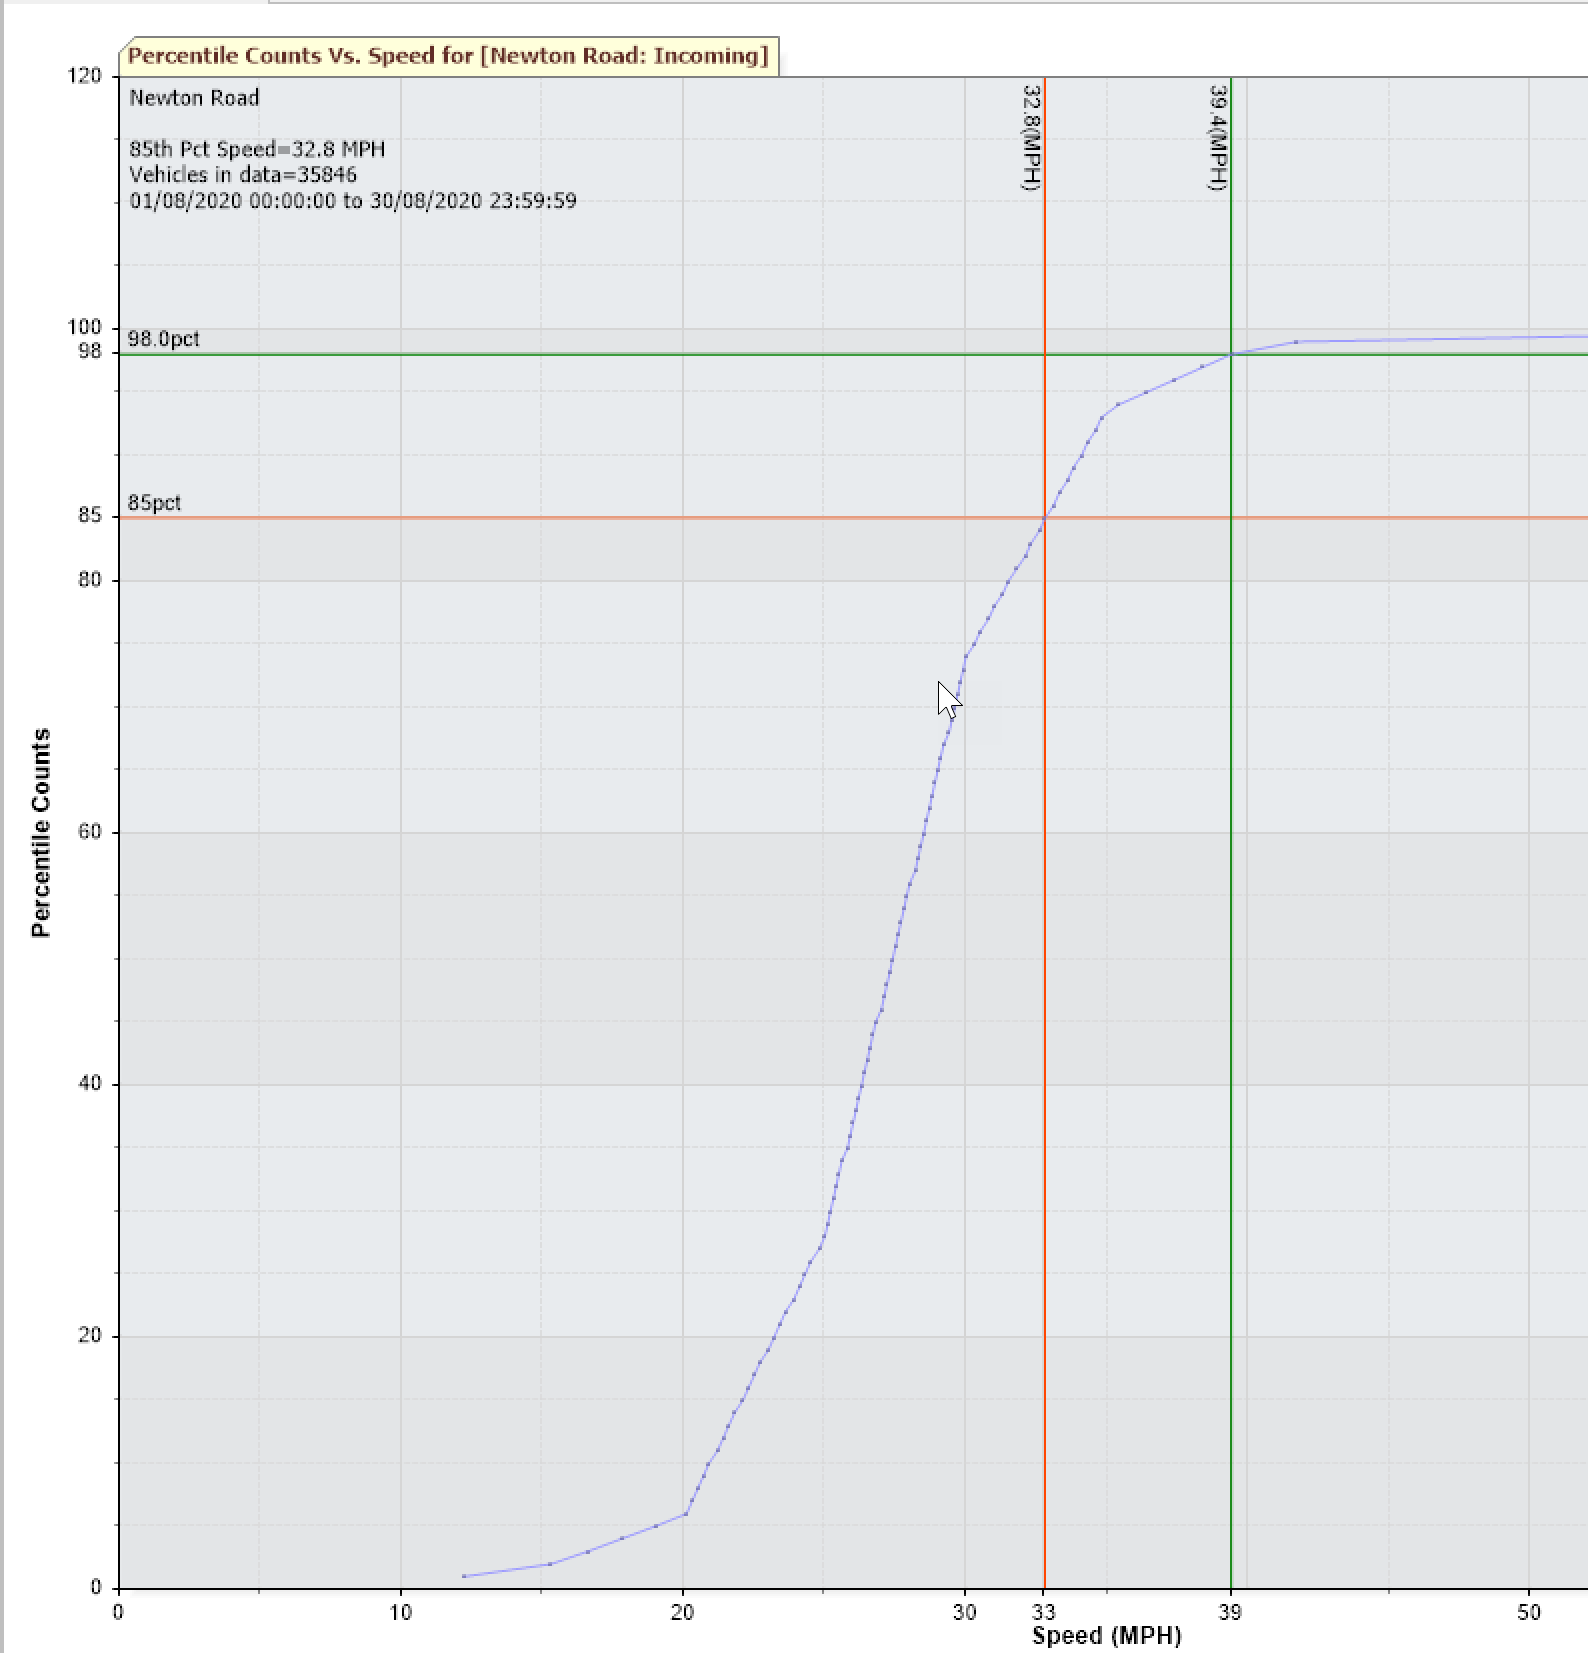 Percentile Counts Vs. Speed for [Newton Road: Incoming]
120
Newton Road
85th Pct Speed=32.8 MPH
Vehicles in data=35846
01/08/2020 00:00:00 to 30/08/2020 23:59:59
32.8(MPH)
39.4(MPH)
100
98.0pct
98
85pct
85
80
60
40
20
0
Percentile Counts
0 10 20 30 33 39 50
Speed (MPH)